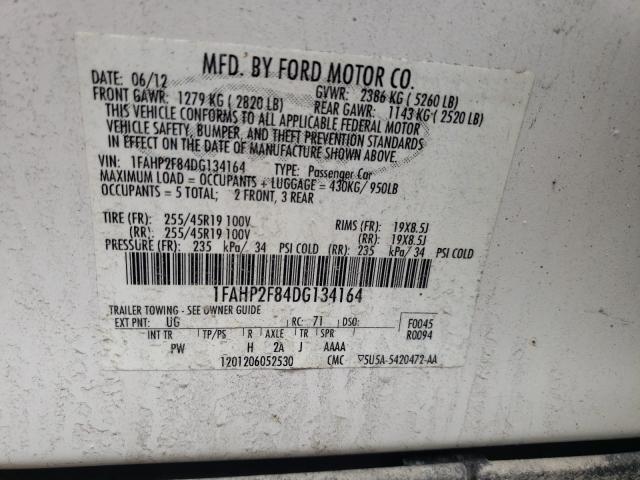 MFD. BY FORD MOTOR CO.
DATE: 06/12 GVWR: 2386 KG ( 5260 LB)
FRONT GAWR: 1279 KG ( 2820 LB) REAR GAWR: 1143 KG ( 2520 LB)
THIS VEHICLE CONFORMS TO ALL APPLICABLE FEDERAL MOTOR
VEHICLE SAFETY, BUMPER, AND THEFT PREVENTION STANDARDS
IN EFFECT ON THE DATE OF MANUFACTURE SHOWN ABOVE.
VIN: 1FAHP2F84DG134164 TYPE: Passenger Car
MAXIMUM LOAD = OCCUPANTS + LUGGAGE = 430KG/ 950LB
OCCUPANTS = 5 TOTAL: 2 FRONT, 3 REAR
TIRE (FR): 255/45R19 100V RIMS (FR): 19X8.5J
(RR): 255/45R19 100V (RR): 19X8.5J
PRESSURE (FR): 235 kPa/ 34 PSI COLD (RR): 235 kPa/ 34 PSI COLD
1FAHP2F84DG134164
TRAILER TOWING - SEE OWNER GUIDE
EXT PNT: UG RC: 71 DSO: F0045
INT TR TP/PS R AXLE TR SPR R0094
PW H 2A J AAAA
1201206052530 CMC 5U5A-5420472-AA